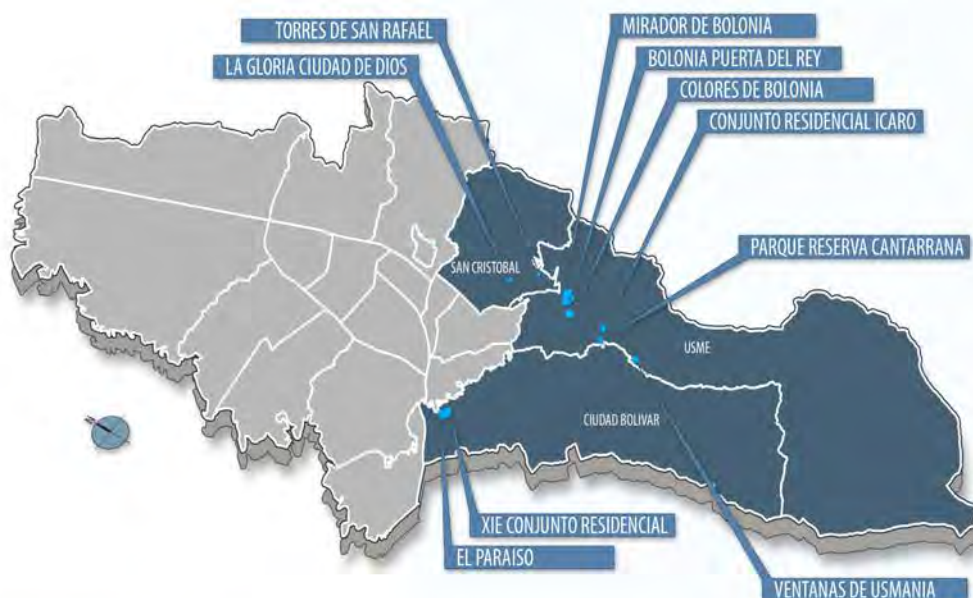 TORRES DE SAN RAFAEL
MIRADOR DE BOLONIA
LA GLORIA CIUDAD DE DIOS
BOLONIA PUERTA DEL REY
COLORES DE BOLONIA
CONJUNTO RESIDENCIAL ICARO
PARQUE RESERVA CANTARRANA
SAN CRISTOBAL
USME
CIUDAD BOLIVAR
XIE CONJUNTO RESIDENCIAL
EL PARAISO
VENTANAS DE USMANIA